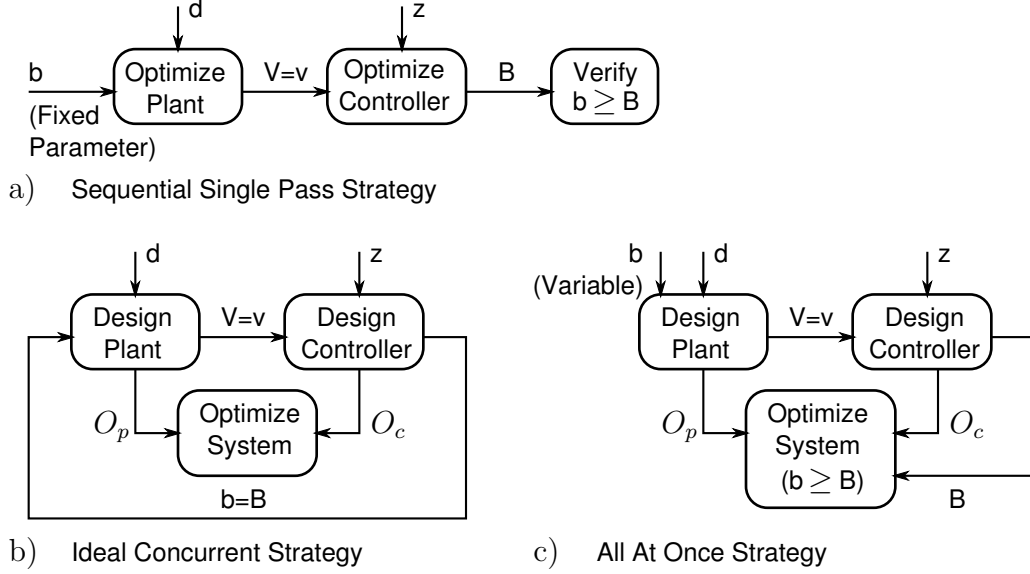 d
z
b
Optimize
Plant
V=v
Optimize
Controller
B
Verify
b ≥ B
(Fixed
Parameter)
a) Sequential Single Pass Strategy
d
z
Design
Plant
V=v
Design
Controller
O_p
Optimize
System
O_c
b=B
b) Ideal Concurrent Strategy
b
d
z
(Variable)
Design
Plant
V=v
Design
Controller
O_p
Optimize
System
(b ≥ B)
O_c
B
c) All At Once Strategy